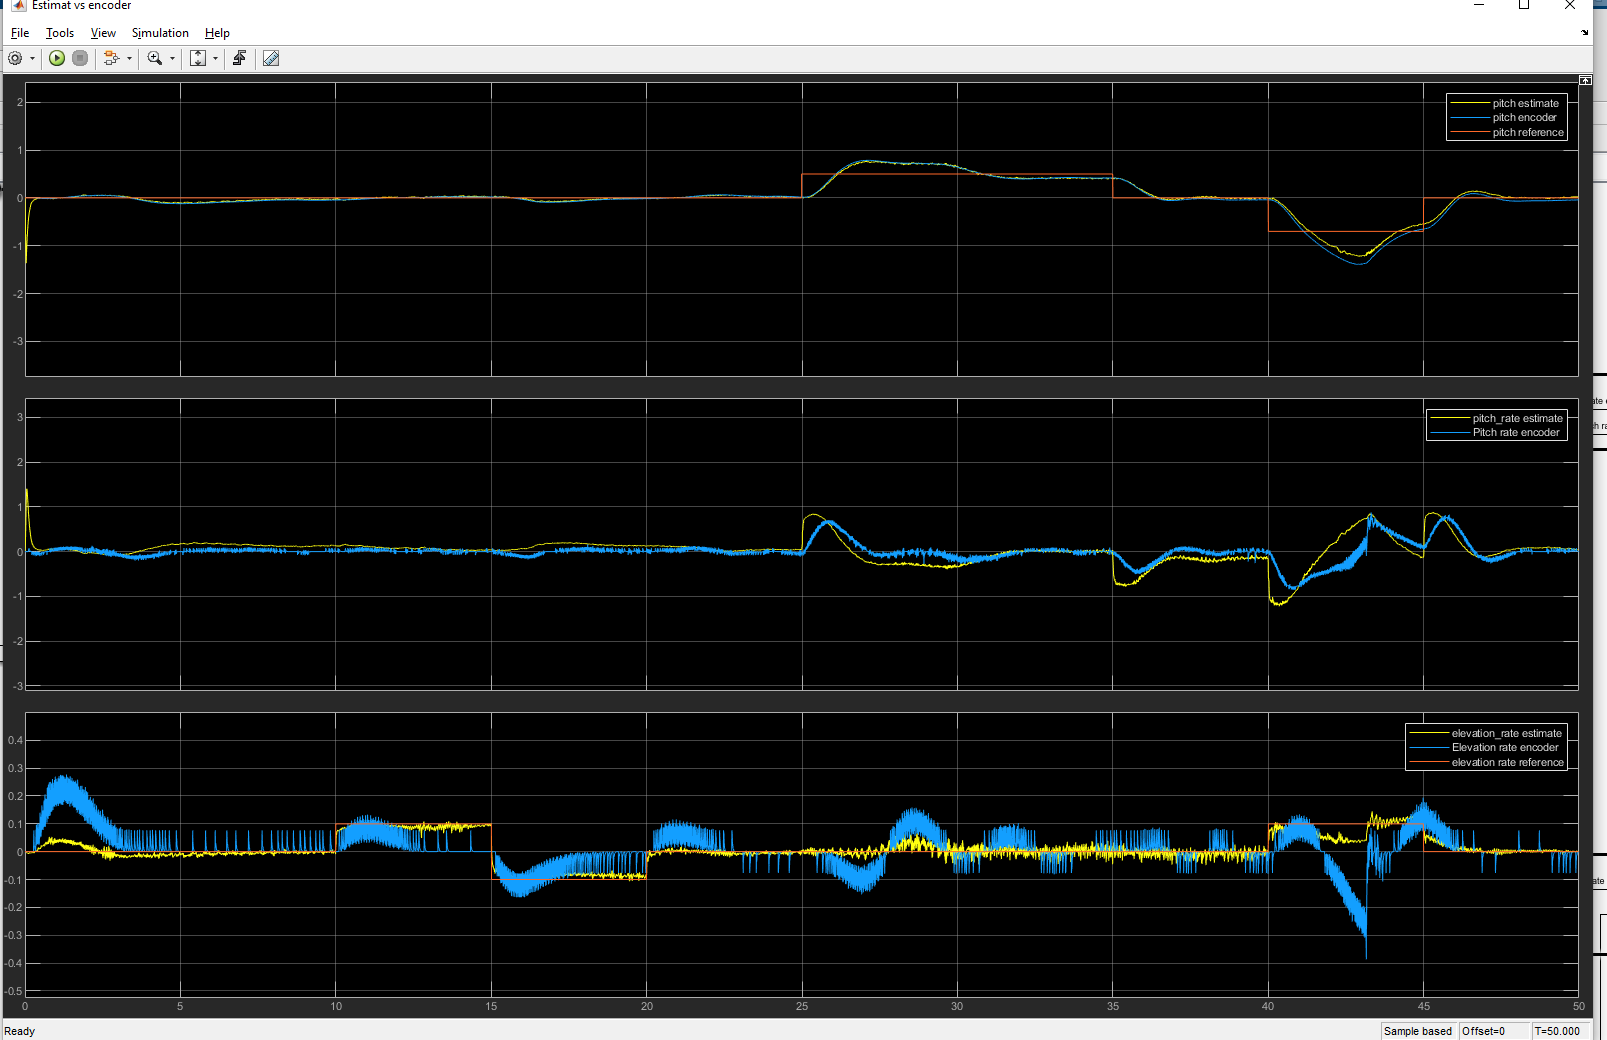 Estimat vs encoder
File Tools View Simulation Help
2
1
0
-1
-2
-3
pitch estimate
pitch encoder
pitch reference
3
2
1
0
-1
-2
-3
pitch_rate estimate
Pitch rate encoder
0.4
0.3
0.2
0.1
0
-0.1
-0.2
-0.3
-0.4
-0.5
elevation_rate estimate
Elevation rate encoder
elevation rate reference
0 5 10 15 20 25 30 35 40 45 50
Ready
Sample based Offset=0 T=50.000